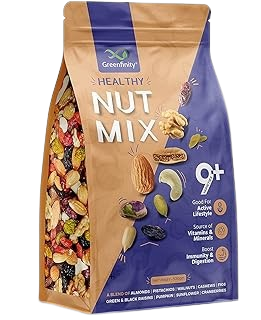 Greenfinity®
HEALTHY
NUT
MIX
9+
Good For
Active
Lifestyle
Source of
Vitamins &
Minerals
Boost
Immunity &
Digestion
A BLEND OF ALMONDS | PISTACHIOS | WALNUTS | CASHEWS | FIGS
GREEN & BLACK RAISINS | PUMPKIN | SUNFLOWER | CRANBERRIES